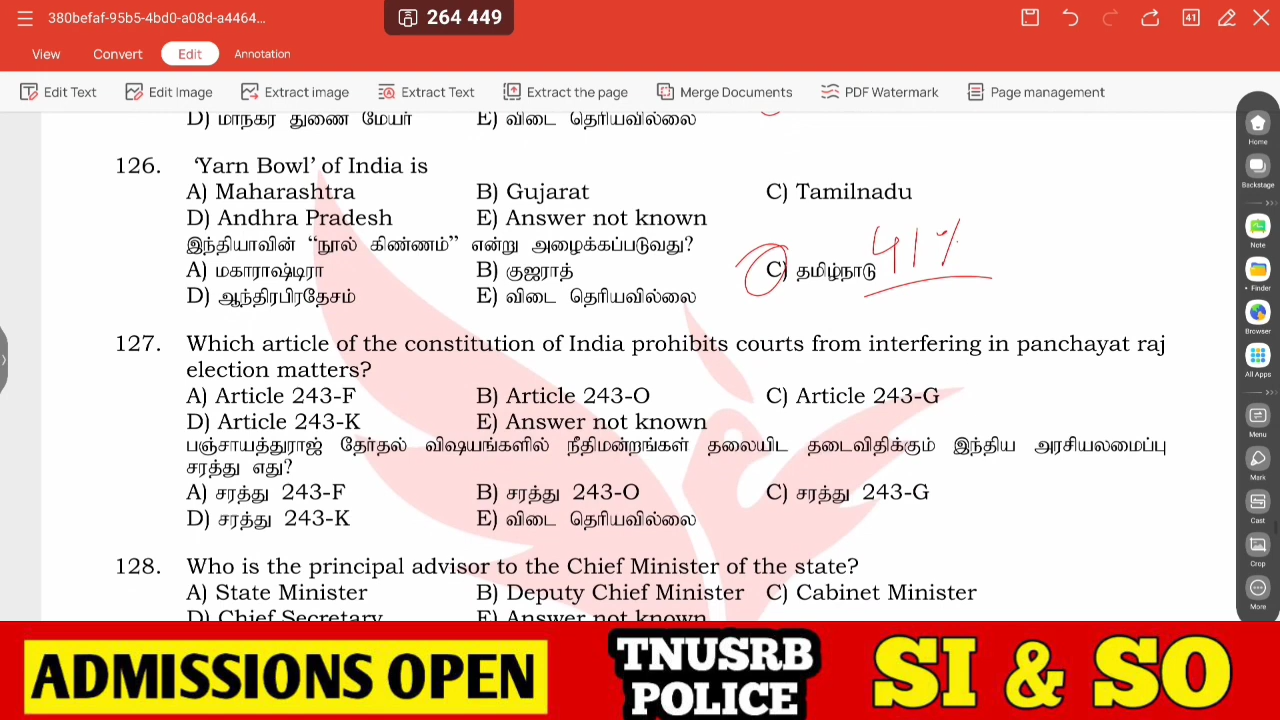 380befaf-95b5-4bd0-a08d-a4464...
264 449
41
View Convert Edit Annotation
Edit Text Edit Image Extract image Extract Text Extract the page Merge Documents PDF Watermark Page management
D) மாநகர துணை மேயர் E) விடை தெரியவில்லை
126. ‘Yarn Bowl’ of India is
A) Maharashtra B) Gujarat C) Tamilnadu
D) Andhra Pradesh E) Answer not known
இந்தியாவின் “நூல் கிண்ணம்” என்று அழைக்கப்படுவது?
A) மகாராஷ்டிரா B) குஜராத் C) தமிழ்நாடு 41%
D) ஆந்திரபிரதேசம் E) விடை தெரியவில்லை
127. Which article of the constitution of India prohibits courts from interfering in panchayat raj
election matters?
A) Article 243-F B) Article 243-O C) Article 243-G
D) Article 243-K E) Answer not known
பஞ்சாயத்துராஜ் தேர்தல் விஷயங்களில் நீதிமன்றங்கள் தலையிட தடைவிதிக்கும் இந்திய அரசியலமைப்பு
சரத்து எது?
A) சரத்து 243-F B) சரத்து 243-O C) சரத்து 243-G
D) சரத்து 243-K E) விடை தெரியவில்லை
128. Who is the principal advisor to the Chief Minister of the state?
A) State Minister B) Deputy Chief Minister C) Cabinet Minister
D) Chief Secretary E) Answer not known
Home
Backstage
Note
Finder
Browser
All Apps
Menu
Mark
Cast
Crop
More
ADMISSIONS OPEN
TNUSRB
POLICE
SI & SO